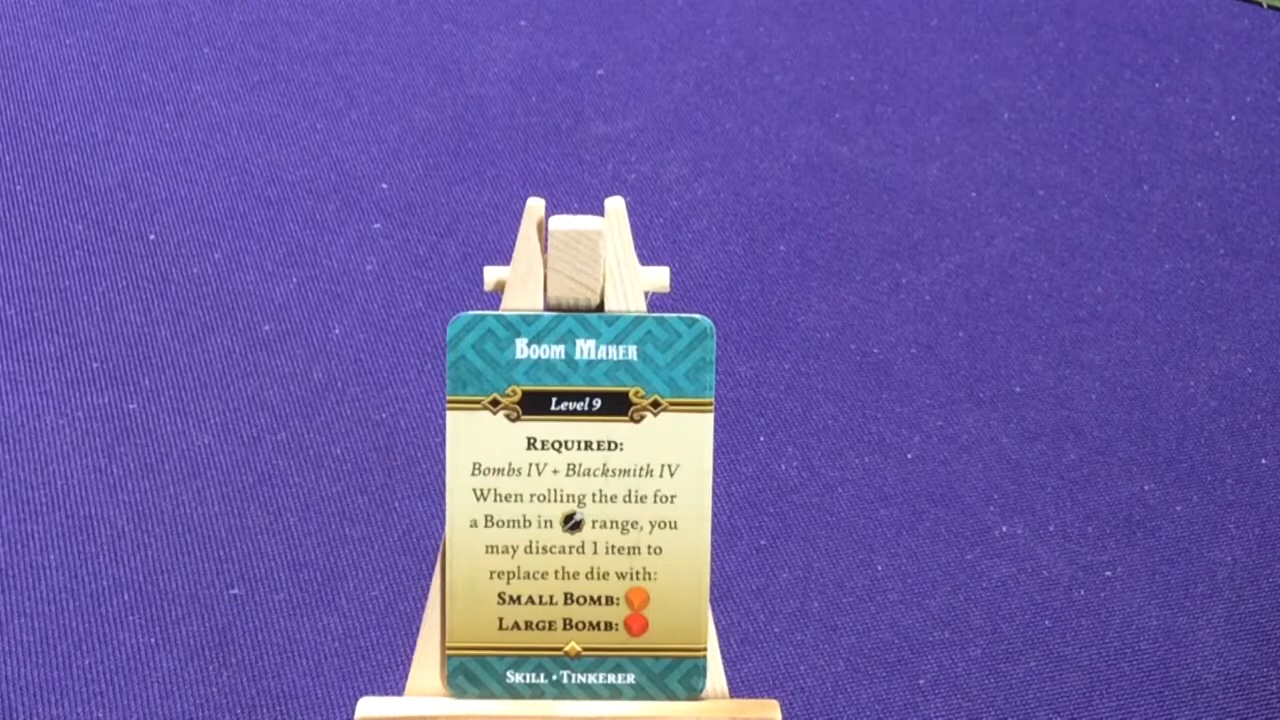 Boom Maker
Level 9
Required:
Bombs IV + Blacksmith IV
When rolling the die for
a Bomb in range, you
may discard 1 item to
replace the die with:
Small Bomb:
Large Bomb:
Skill • Tinkerer